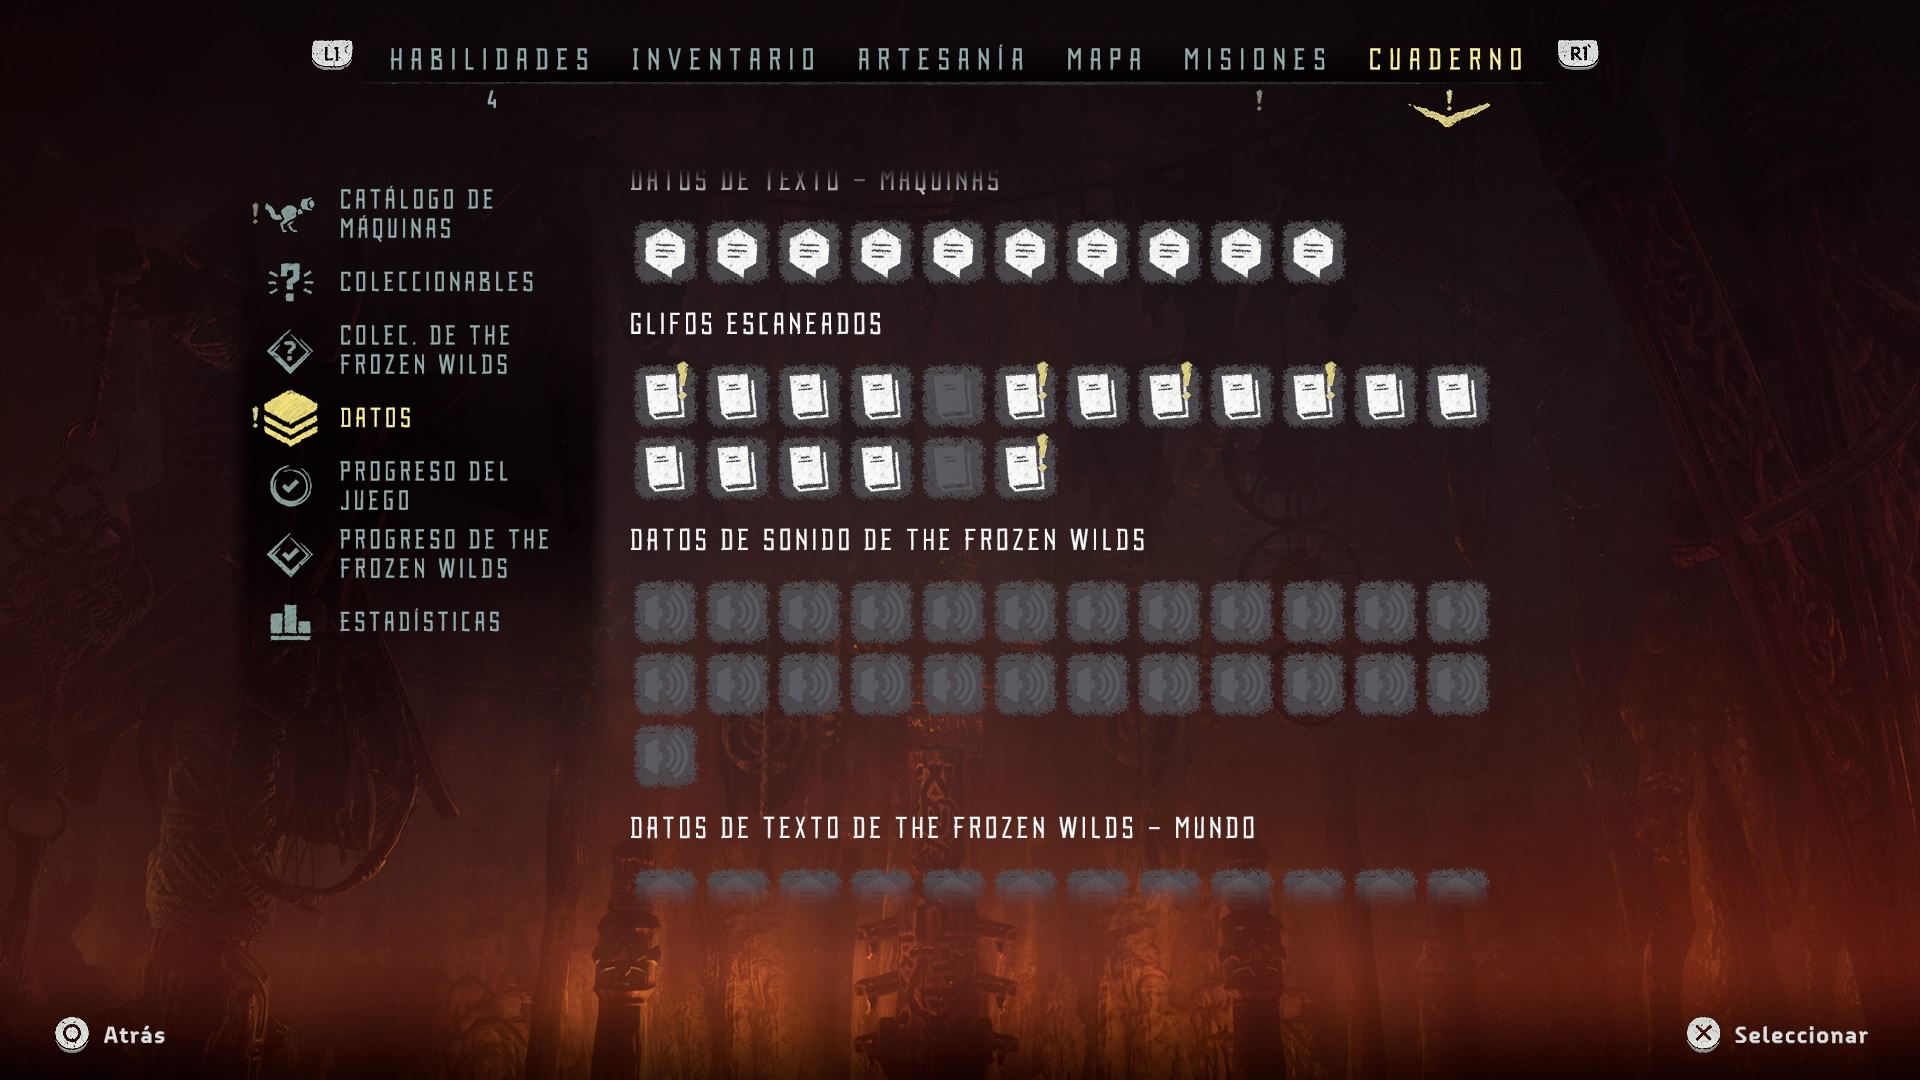 L1
HABILIDADES
INVENTARIO
ARTESANÍA
MAPA
MISIONES
CUADERNO
R1
4
!
!
!
CATÁLOGO DE
MÁQUINAS
COLECCIONABLES
COLEC. DE THE
FROZEN WILDS
!
DATOS
PROGRESO DEL
JUEGO
PROGRESO DE THE
FROZEN WILDS
ESTADÍSTICAS
DATOS DE TEXTO – MÁQUINAS
GLIFOS ESCANEADOS
DATOS DE SONIDO DE THE FROZEN WILDS
DATOS DE TEXTO DE THE FROZEN WILDS – MUNDO
Atrás
Seleccionar